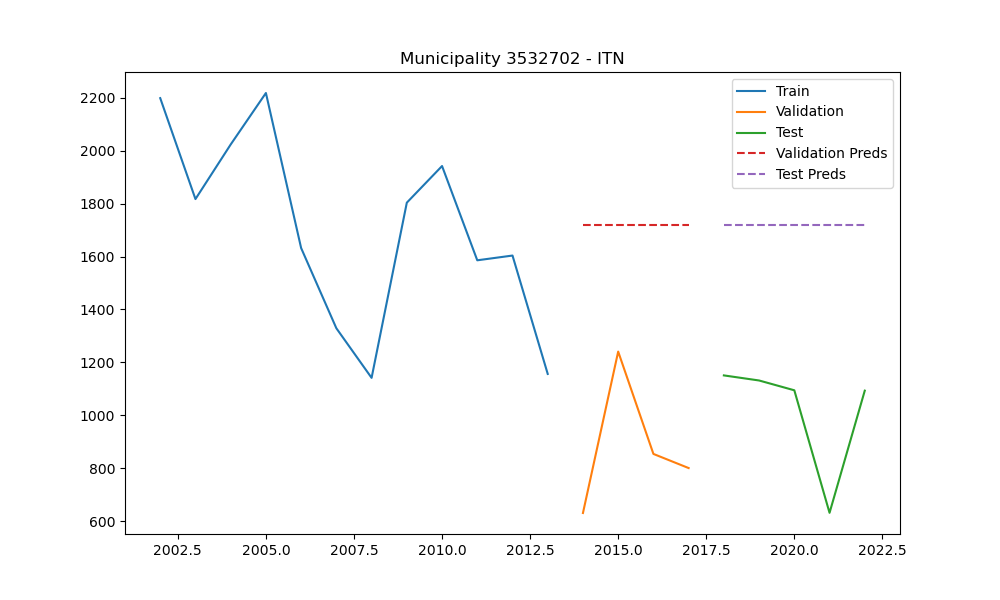 Municipality 3532702 - ITN
Train
Validation
Test
Validation Preds
Test Preds
2200
2000
1800
1600
1400
1200
1000
800
600
2002.5 2005.0 2007.5 2010.0 2012.5 2015.0 2017.5 2020.0 2022.5